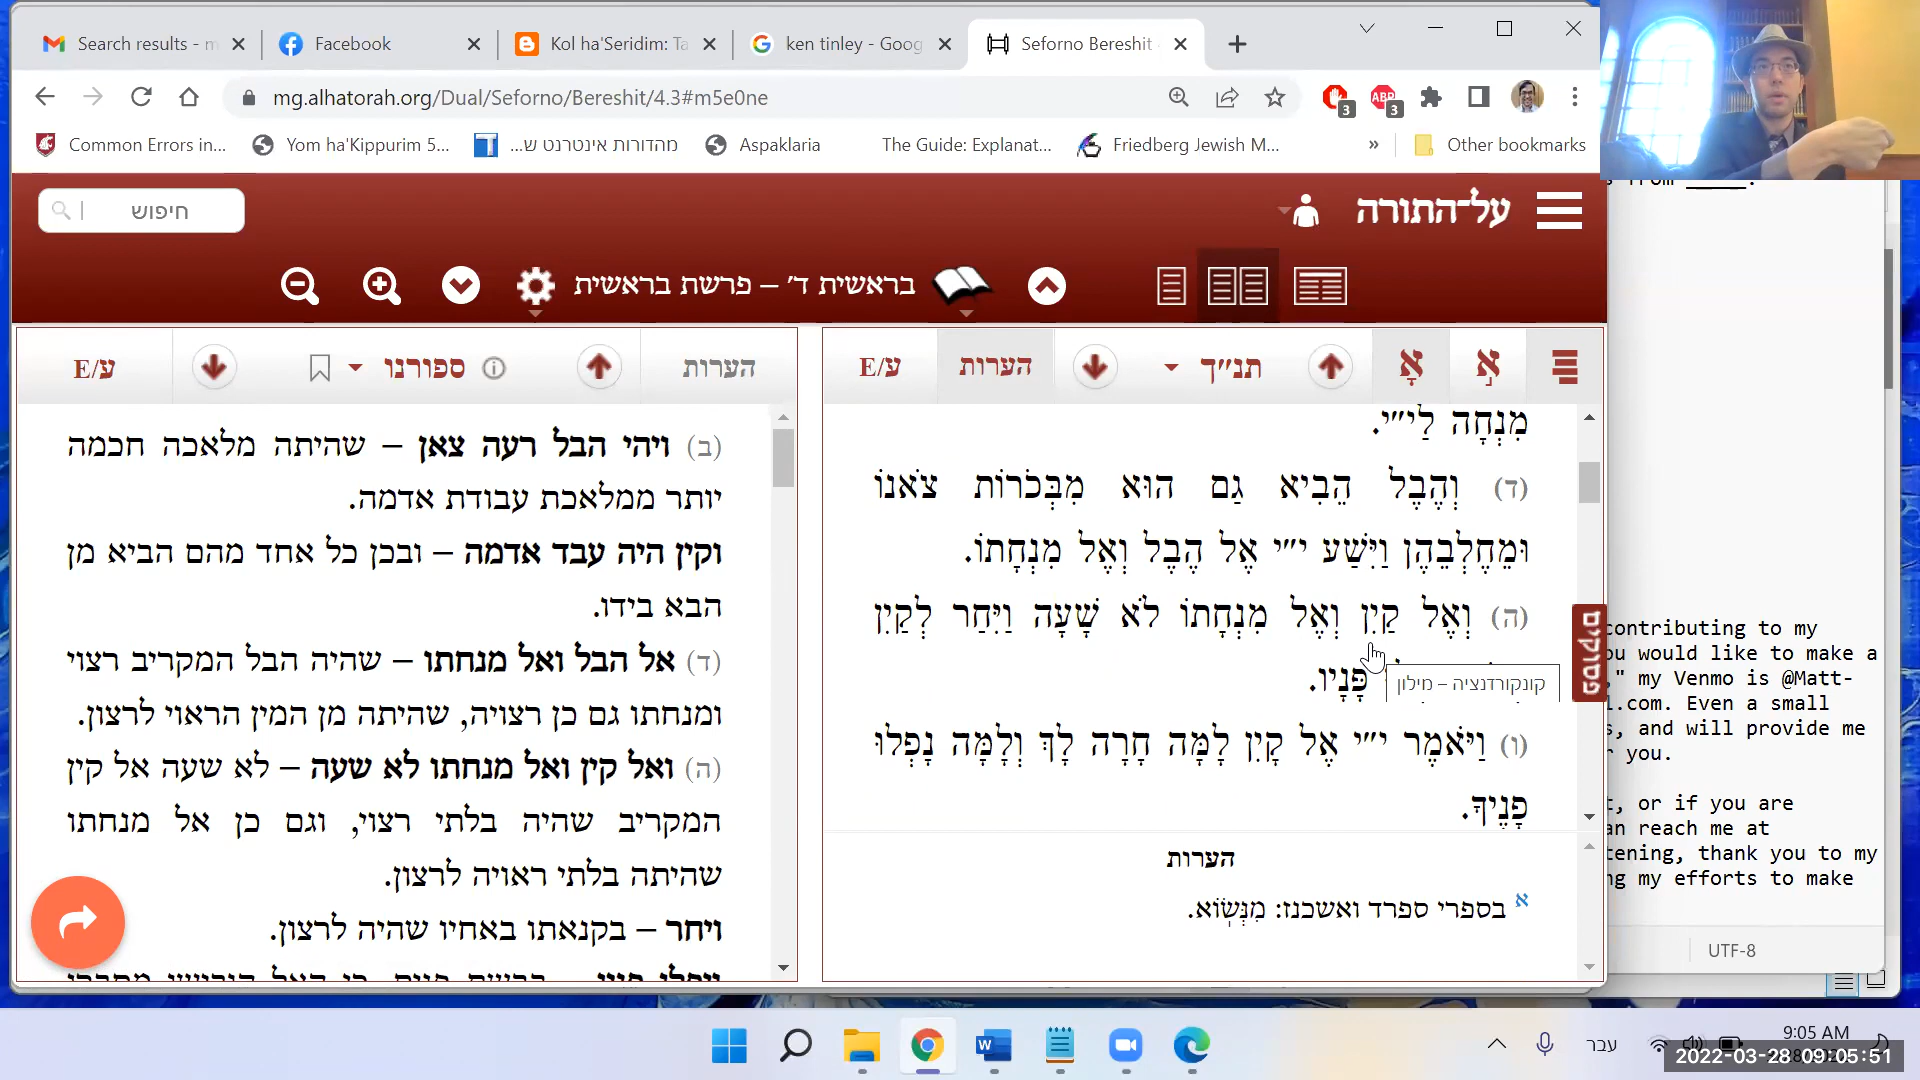 Search results - m
Facebook
Kol ha'Seridim: Ta
ken tinley - Goog
Seforno Bereshit
mg.alhatorah.org/Dual/Seforno/Bereshit/4.3#m5e0ne
3
ABP
3
Common Errors in...
Yom ha'Kippurim 5...
מהדורות אינטרנט ש...
Aspaklaria
The Guide: Explanat...
Friedberg Jewish M...
»
Other bookmarks
חיפוש
על־התורה
בראשית ד' – פרשת בראשית
תנ"ך
הערות
ע/E
מִנְחָה לַי"י.
(ד) וְהֶבֶל הֵבִיא גַם הוּא מִבְּכֹרוֹת צֹאנוֹ
וּמֵחֶלְבֵהֶן וַיִּשַׁע י"י אֶל הֶבֶל וְאֶל מִנְחָתוֹ.
(ה) וְאֶל קַיִן וְאֶל מִנְחָתוֹ לֹא שָׁעָה וַיִּחַר לְקַיִן
פָּנָיו.
קונקורדנציה – מילון
(ו) וַיֹּאמֶר י"י אֶל קָיִן לָמָּה חָרָה לָךְ וְלָמָּה נָפְלוּ
פָנֶיךָ.
הערות
א בספרי ספרד ואשכנז: מִנְּשֽׂוֹא.
פסוקים
הערות
ספורנו
ע/E
(ב) ויהי הבל רעה צאן – שהיתה מלאכה חכמה
יותר ממלאכת עבודת אדמה.
וקין היה עבד אדמה – ובכן כל אחד מהם הביא מן
הבא בידו.
(ד) אל הבל ואל מנחתו – שהיה הבל המקריב רצוי
ומנחתו גם כן רצויה, שהיתה מן המין הראוי לרצון.
(ה) ואל קין ואל מנחתו לא שעה – לא שעה אל קין
המקריב שהיה בלתי רצוי, וגם כן אל מנחתו
שהיתה בלתי ראויה לרצון.
ויחר – בקנאתו באחיו שהיה לרצון.
contributing to my
ou would like to make a
," my Venmo is @Matt-
l.com. Even a small
s, and will provide me
r you.
t, or if you are
an reach me at
tening, thank you to my
ng my efforts to make
UTF-8
עבר
9:05 AM
2022-03-28 09:05:51